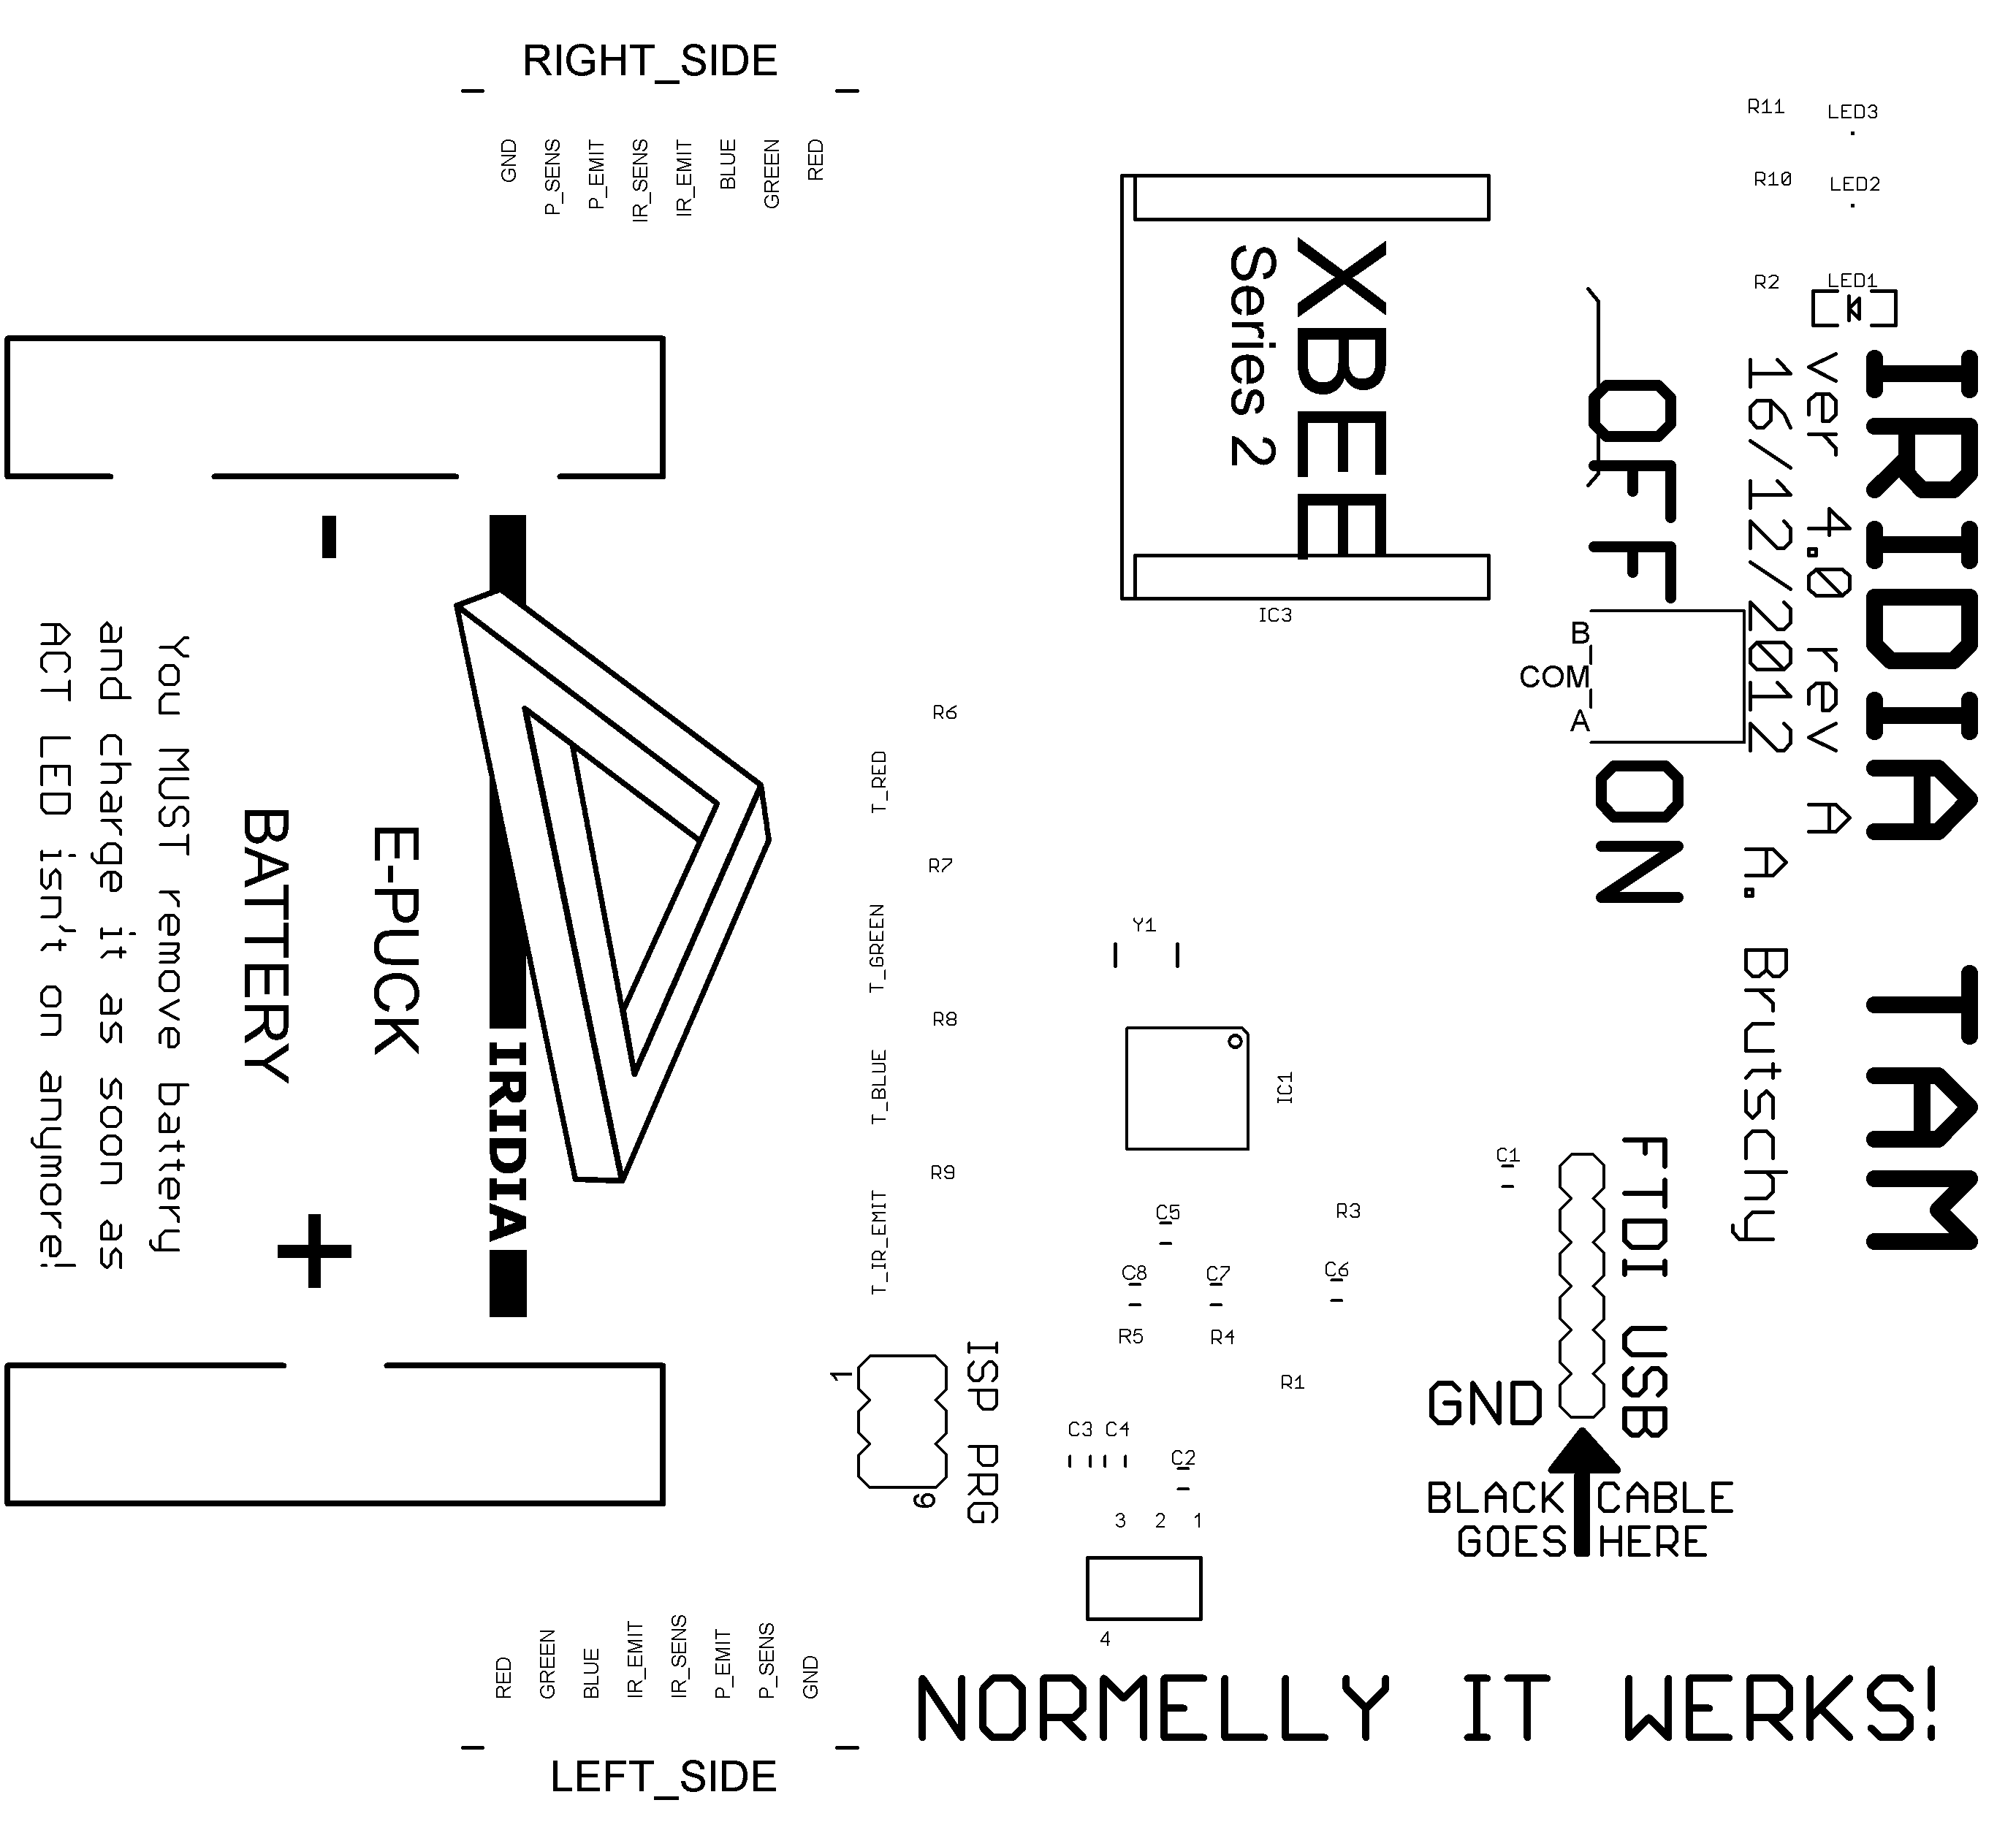 RIGHT_SIDE
GND
P_SENS
P_EMIT
IR_SENS
IR_EMIT
BLUE
GREEN
RED
R11
LED3
R10
LED2
R2
LED1
XBEE
Series 2
IC3
OFF
B
COM
A
ON
IRIDIA TAM
ver 4.0 rev A
16/12/2012 A. Brutschy
You MUST remove battery
and charge it as soon as
ACT LED isn't on anymore!
-
E-PUCK
BATTERY
+
IRIDIA
R6
T_RED
R7
T_GREEN
R8
T_BLUE
R9
T_IR_EMIT
Y1
IC1
C1
C5
R3
C8
C7
C6
R5
R4
R1
C3
C4
C2
3 2 1
4
ISP PRG
1
6
FTDI USB
GND
BLACK CABLE
GOES HERE
RED
GREEN
BLUE
IR_EMIT
IR_SENS
P_EMIT
P_SENS
GND
LEFT_SIDE
NORMELLY IT WERKS!